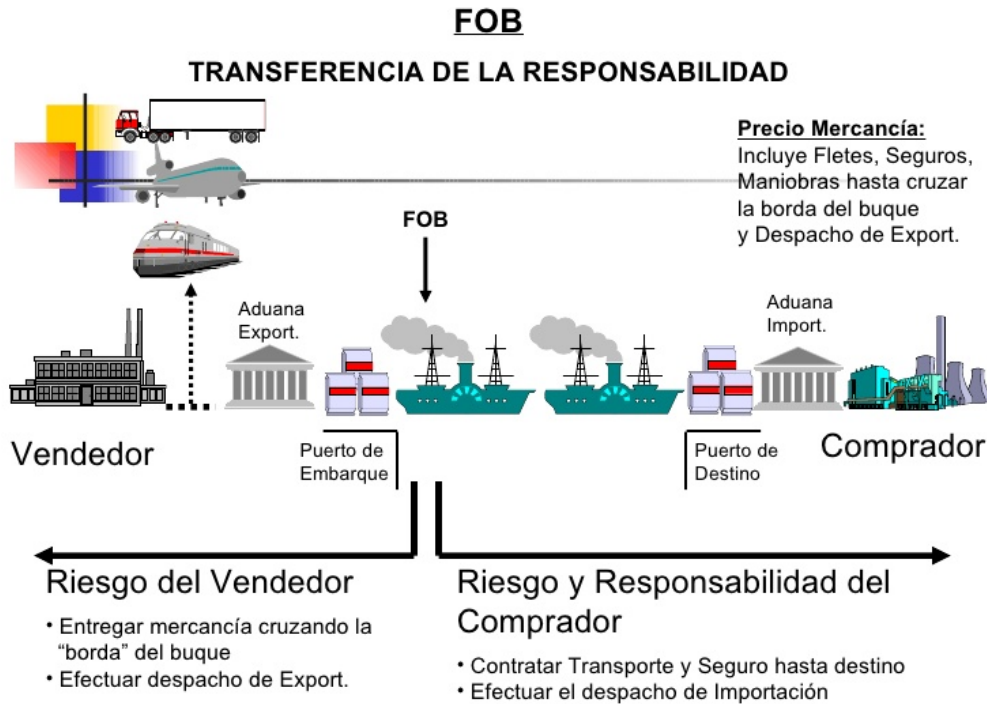 FOB
TRANSFERENCIA DE LA RESPONSABILIDAD
Precio Mercancía:
Incluye Fletes, Seguros,
Maniobras hasta cruzar
la borda del buque
y Despacho de Export.
FOB
Aduana
Export.
Aduana
Import.
Vendedor
Puerto de
Embarque
Puerto de
Destino
Comprador
Riesgo del Vendedor
• Entregar mercancía cruzando la
“borda” del buque
• Efectuar despacho de Export.
Riesgo y Responsabilidad del
Comprador
• Contratar Transporte y Seguro hasta destino
• Efectuar el despacho de Importación